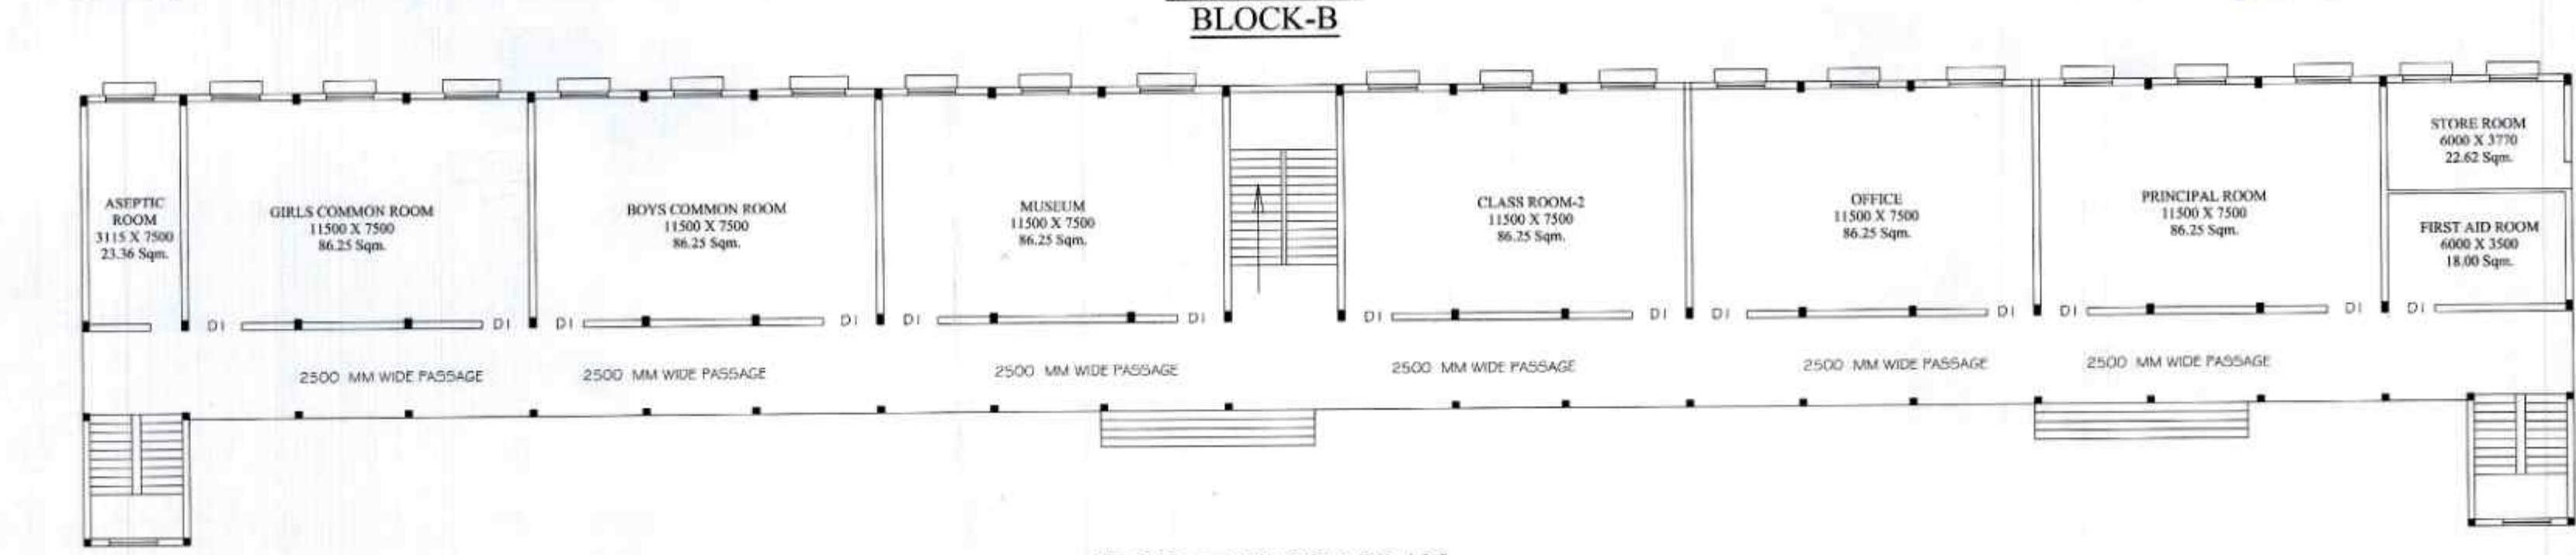 BLOCK-B
ASEPTIC
ROOM
3115 X 7500
23.36 Sqm.
GIRLS COMMON ROOM
11500 X 7500
86.25 Sqm.
BOYS COMMON ROOM
11500 X 7500
86.25 Sqm.
MUSEUM
11500 X 7500
86.25 Sqm.
CLASS ROOM-2
11500 X 7500
86.25 Sqm.
OFFICE
11500 X 7500
86.25 Sqm.
PRINCIPAL ROOM
11500 X 7500
86.25 Sqm.
STORE ROOM
6000 X 3770
22.62 Sqm.
FIRST AID ROOM
6000 X 3500
18.00 Sqm.
D1 D1 D1 D1 D1 D1 D1 D1 D1 D1 D1 D1 D1
2500 MM WIDE PASSAGE
2500 MM WIDE PASSAGE
2500 MM WIDE PASSAGE
2500 MM WIDE PASSAGE
2500 MM WIDE PASSAGE
2500 MM WIDE PASSAGE